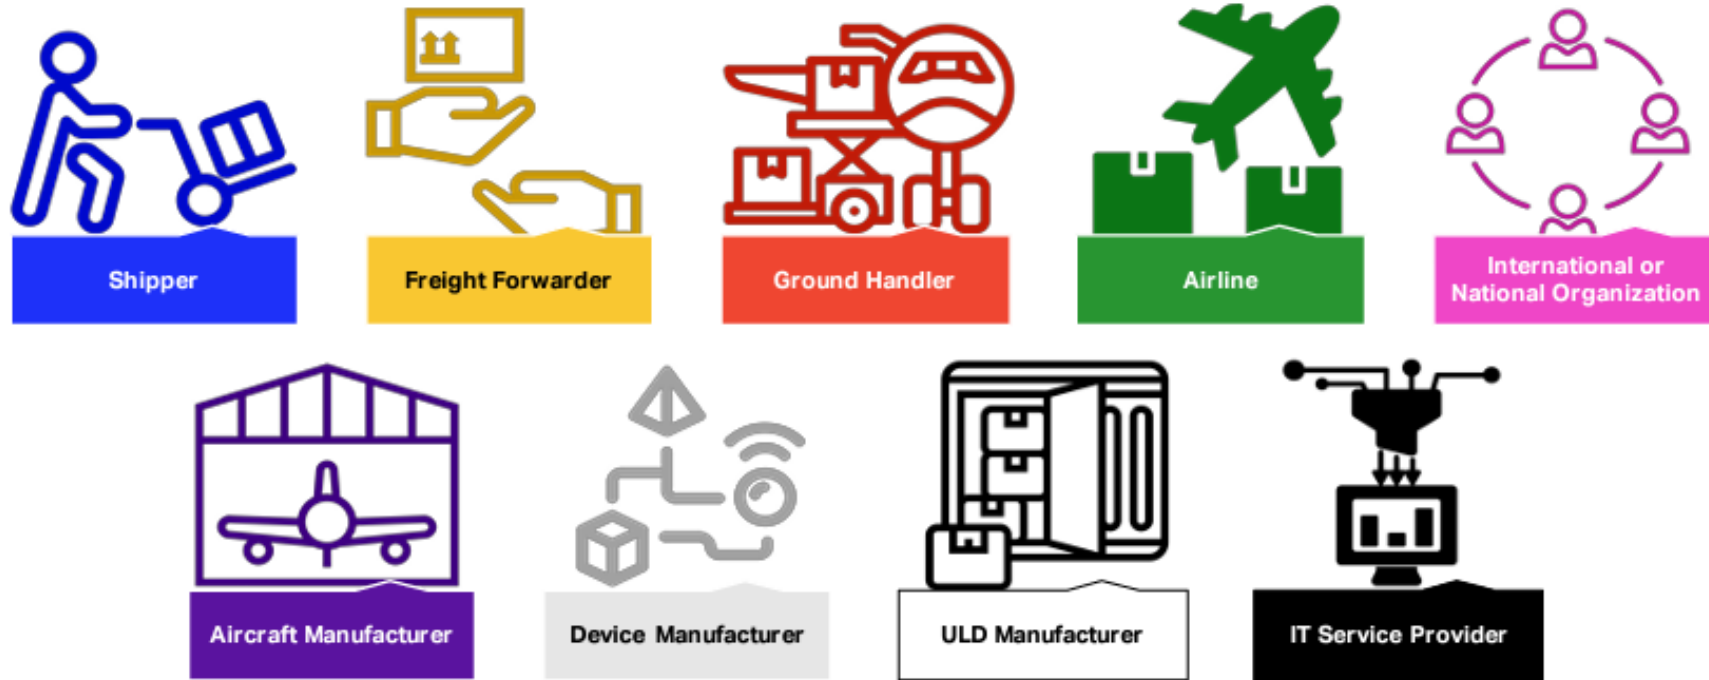 Shipper
Freight Forwarder
Ground Handler
Airline
International or
National Organization
Aircraft Manufacturer
Device Manufacturer
ULD Manufacturer
IT Service Provider